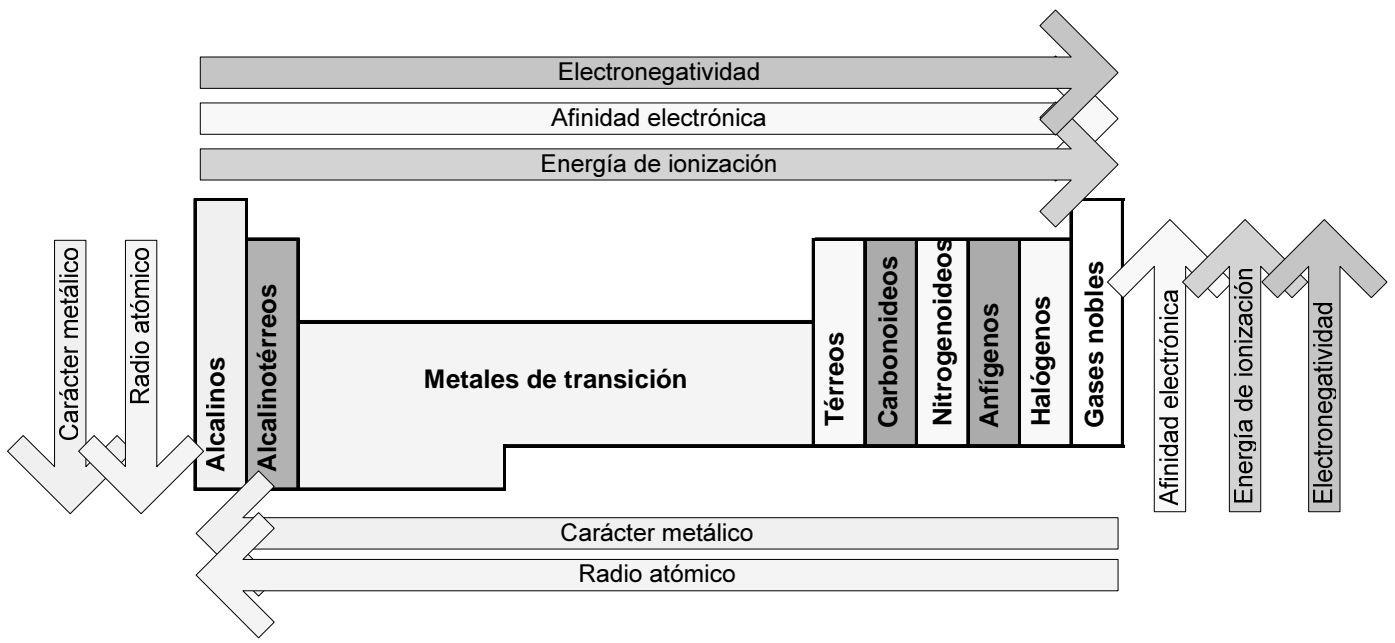 Electronegatividad
Afinidad electrónica
Energía de ionización
Carácter metálico
Radio atómico
Alcalinos
Alcalinotérreos
Metales de transición
Térreos
Carbonoideos
Nitrogenoideos
Anfígenos
Halógenos
Gases nobles
Afinidad electrónica
Energía de ionización
Electronegatividad
Carácter metálico
Radio atómico